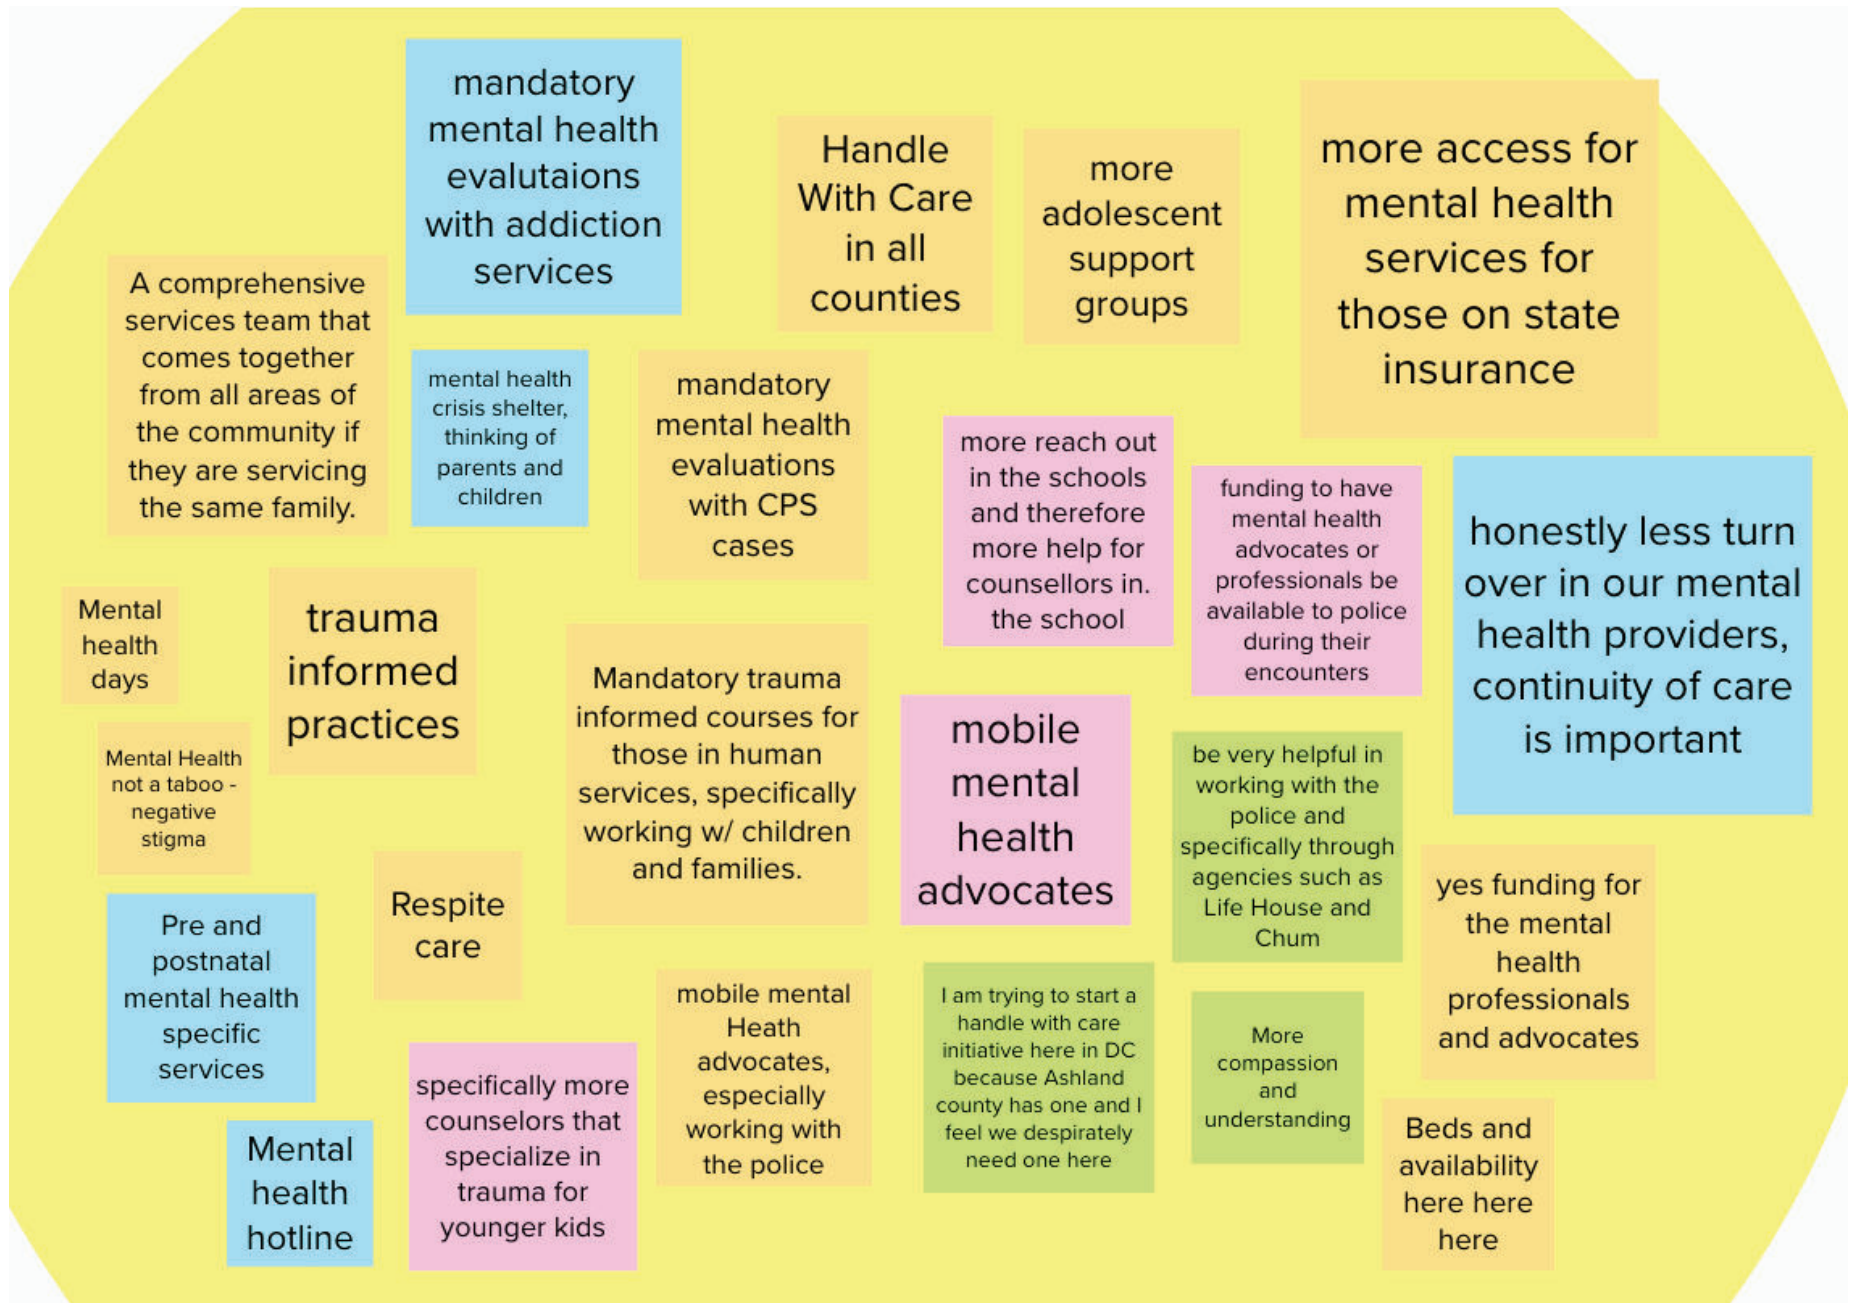 mandatory
mental health
evalutaions
with addiction
services
Handle
With Care
in all
counties
more
adolescent
support
groups
more access for
mental health
services for
those on state
insurance
A comprehensive
services team that
comes together
from all areas of
the community if
they are servicing
the same family.
mental health
crisis shelter,
thinking of
parents and
children
mandatory
mental health
evaluations
with CPS
cases
more reach out
in the schools
and therefore
more help for
counsellors in.
the school
funding to have
mental health
advocates or
professionals be
available to police
during their
encounters
honestly less turn
over in our mental
health providers,
continuity of care
is important
Mental
health
days
trauma
informed
practices
Mandatory trauma
informed courses for
those in human
services, specifically
working w/ children
and families.
mobile
mental
health
advocates
be very helpful in
working with the
police and
specifically through
agencies such as
Life House and
Chum
Mental Health
not a taboo -
negative
stigma
Respite
care
yes funding for
the mental
health
professionals
and advocates
Pre and
postnatal
mental health
specific
services
mobile mental
Heath
advocates,
especially
working with
the police
I am trying to start a
handle with care
initiative here in DC
because Ashland
county has one and I
feel we despirately
need one here
More
compassion
and
understanding
Mental
health
hotline
specifically more
counselors that
specialize in
trauma for
younger kids
Beds and
availability
here here
here